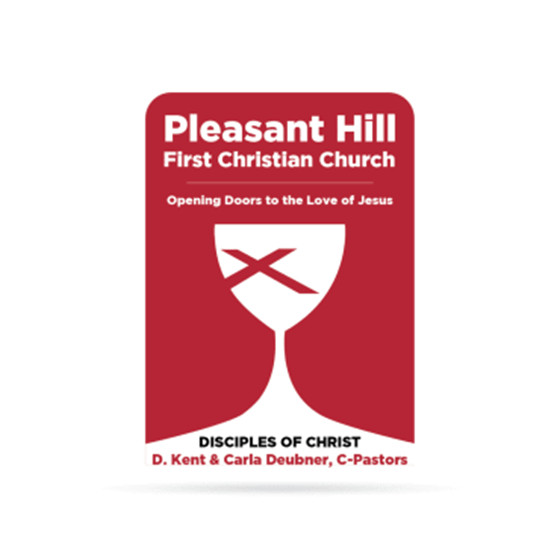 Pleasant Hill
First Christian Church
Opening Doors to the Love of Jesus
DISCIPLES OF CHRIST
D. Kent & Carla Deubner, C-Pastors